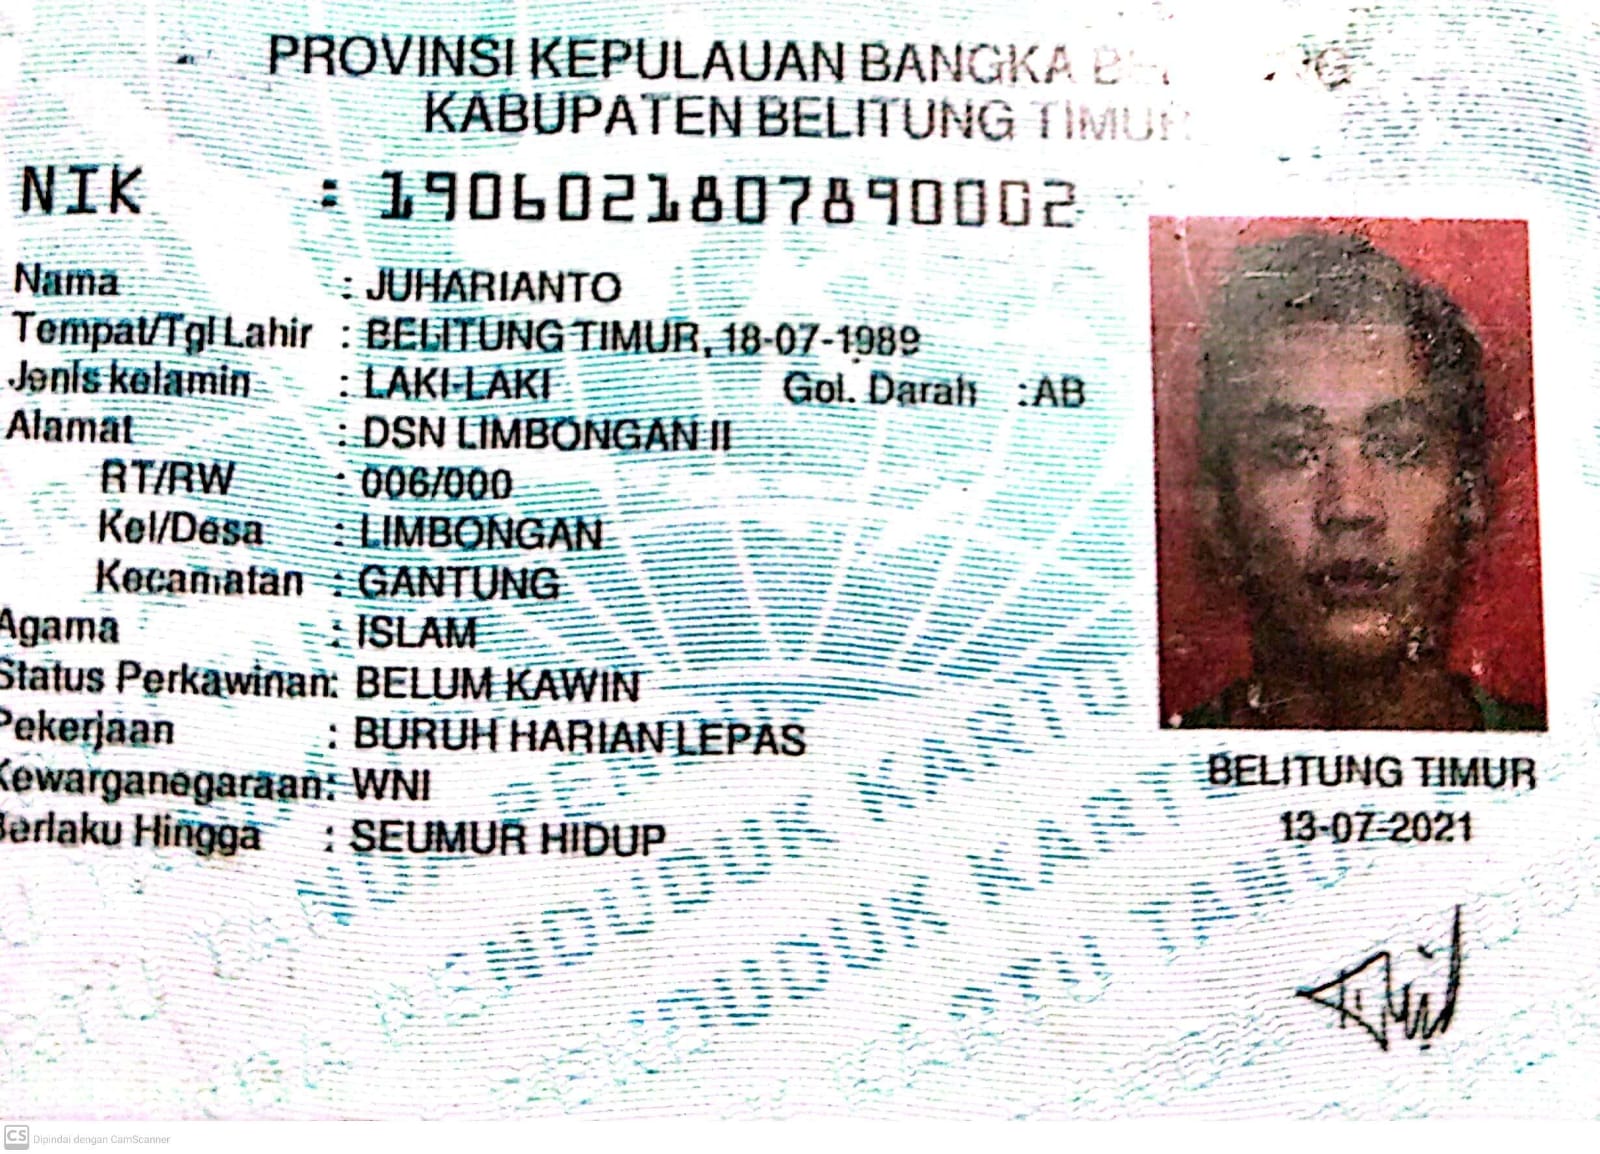 PROVINSI KEPULAUAN BANGKA
KABUPATEN BELITUNG TIMUR
NIK : 1906021807890002
Nama : JUHARIANTO
Tempat/Tgl Lahir : BELITUNG TIMUR, 18-07-1989
Jenis kelamin : LAKI-LAKI Gol. Darah :AB
Alamat : DSN LIMBONGAN II
RT/RW : 006/000
Kel/Desa : LIMBONGAN
Kecamatan : GANTUNG
Agama : ISLAM
Status Perkawinan: BELUM KAWIN
Pekerjaan : BURUH HARIAN LEPAS
Kewarganegaraan: WNI
Berlaku Hingga : SEUMUR HIDUP
BELITUNG TIMUR
13-07-2021
CS Dipindai dengan CamScanner